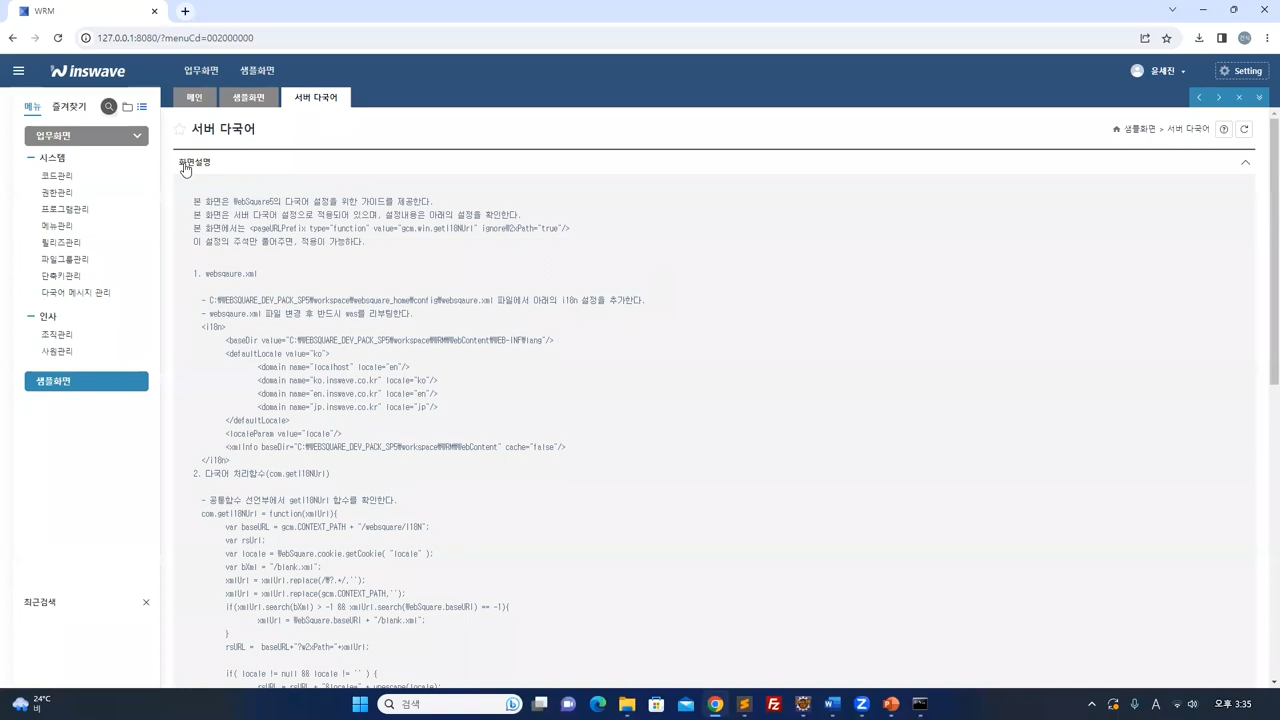 WRM
127.0.0.1:8080/?menuCd=002000000
inswave
업무화면
샘플화면
윤세진
Setting
메뉴
즐겨찾기
메인
샘플화면
서버 다국어
업무화면
서버 다국어
샘플화면 > 서버 다국어
시스템
화면설명
코드관리
권한관리
프로그램관리
메뉴관리
릴리즈관리
파일그룹관리
단축키관리
다국어 메시지 관리
인사
조직관리
사원관리
샘플화면
최근검색
본 화면은 WebSquare5의 다국어 설정을 위한 가이드를 제공한다.
본 화면은 서버 다국어 설정으로 적용되어 있으며, 설정내용은 아래의 설정을 확인한다.
본 화면에서는 <pageURLPrefix type="function" value="gcm.win.getI18NUrl" ignoreW2xPath="true"/>
이 설정의 주석만 풀어주면, 적용이 가능하다.
1. websqaure.xml
- C:\WEBSQUARE_DEV_PACK_SP5\workspace\websquare_home\config\websqaure.xml 파일에서 아래의 i18n 설정을 추가한다.
- websqaure.xml 파일 변경 후 반드시 was를 리부팅한다.
<i18n>
<baseDir value="C:\WEBSQUARE_DEV_PACK_SP5\workspace\WRM\WebContent\WEB-INF\lang"/>
<defaultLocale value="ko">
<domain name="localhost" locale="en"/>
<domain name="ko.inswave.co.kr" locale="ko"/>
<domain name="en.inswave.co.kr" locale="en"/>
<domain name="jp.inswave.co.kr" locale="jp"/>
</defaultLocale>
<localeParam value="locale"/>
<xmlInfo baseDir="C:\WEBSQUARE_DEV_PACK_SP5\workspace\WRM\WebContent" cache="false"/>
</i18n>
2. 다국어 처리함수(com.getI18NUrl)
- 공통함수 선언부에서 getI18NUrl 함수를 확인한다.
com.getI18NUrl = function(xmlUrl){
var baseURL = gcm.CONTEXT_PATH + "/websquare/I18N";
var rsUrl;
var locale = WebSquare.cookie.getCookie( "locale" );
var bXml = "/blank.xml";
xmlUrl = xmlUrl.replace(/\?.*/,'');
xmlUrl = xmlUrl.replace(gcm.CONTEXT_PATH,'');
if(xmlUrl.search(bXml) > -1 && xmlUrl.search(WebSquare.baseURI) == -1){
xmlUrl = WebSquare.baseURI + "/blank.xml";
}
rsURL = baseURL+"?w2xPath="+xmlUrl;
if( locale != null && locale != '' ) {
rsURL = rsURL + "&locale=" + unescape(locale);
24°C
비
검색
A
오후 3:35